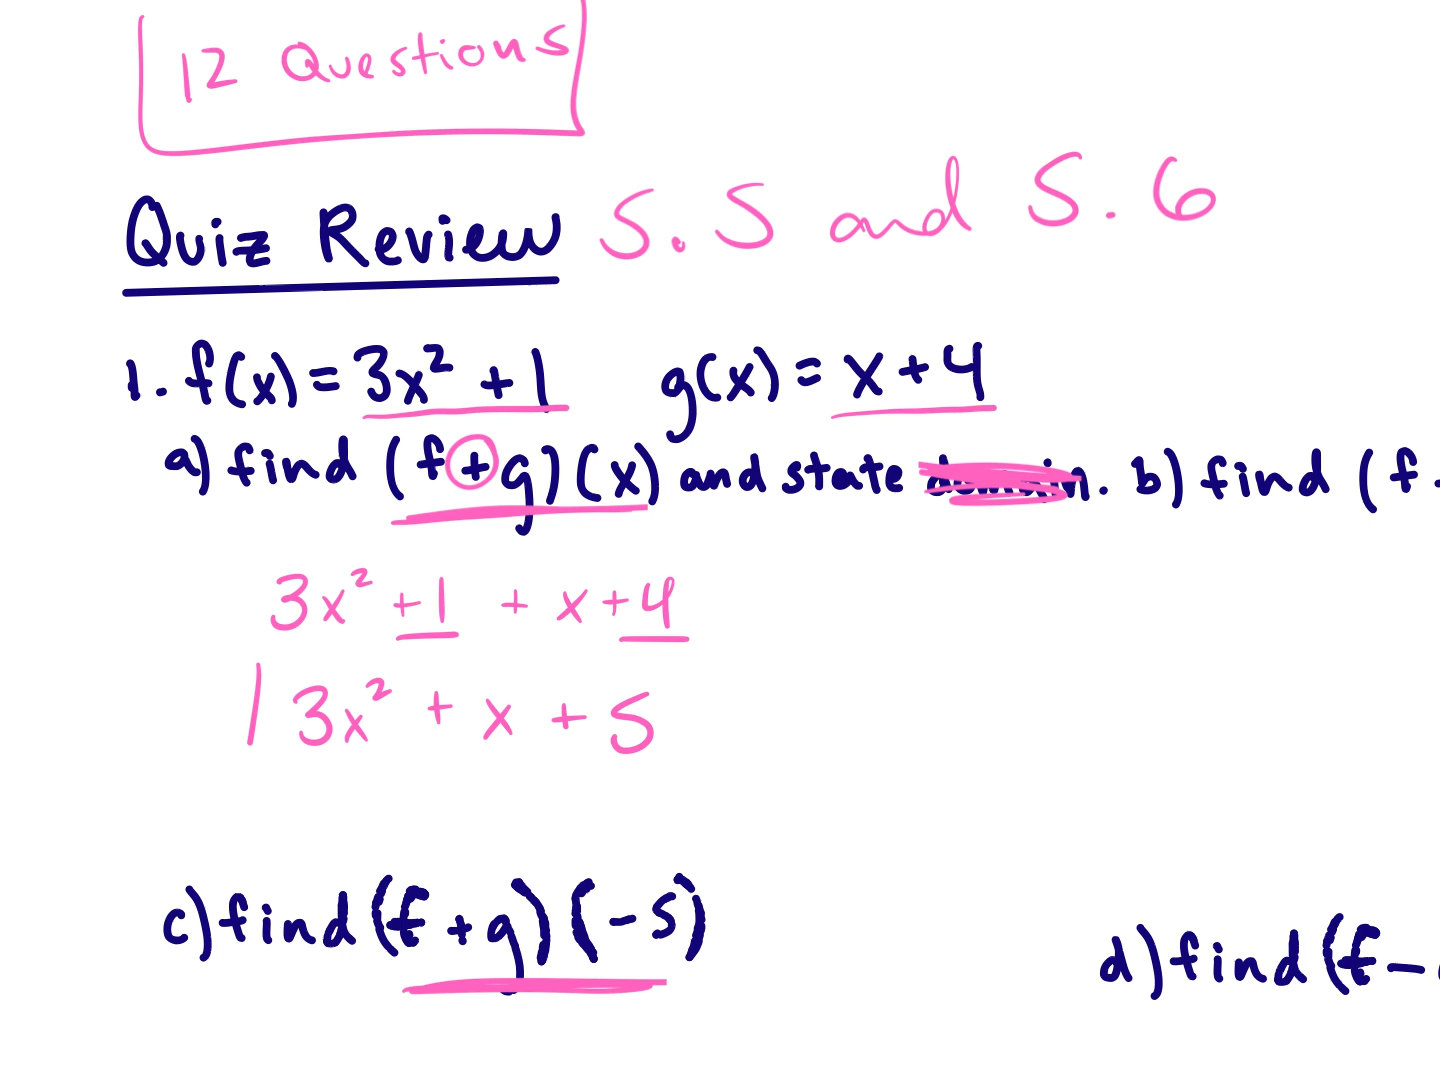 12 Questions
Quiz Review 5.5 and 5.6
1. f(x) = 3x² + 1 g(x) = x + 4
a) find (f + g)(x) and state domain. b) find (f -
3x² + 1 + x + 4
3x² + x + 5
c) find (f + g)(-5)
d) find (f -